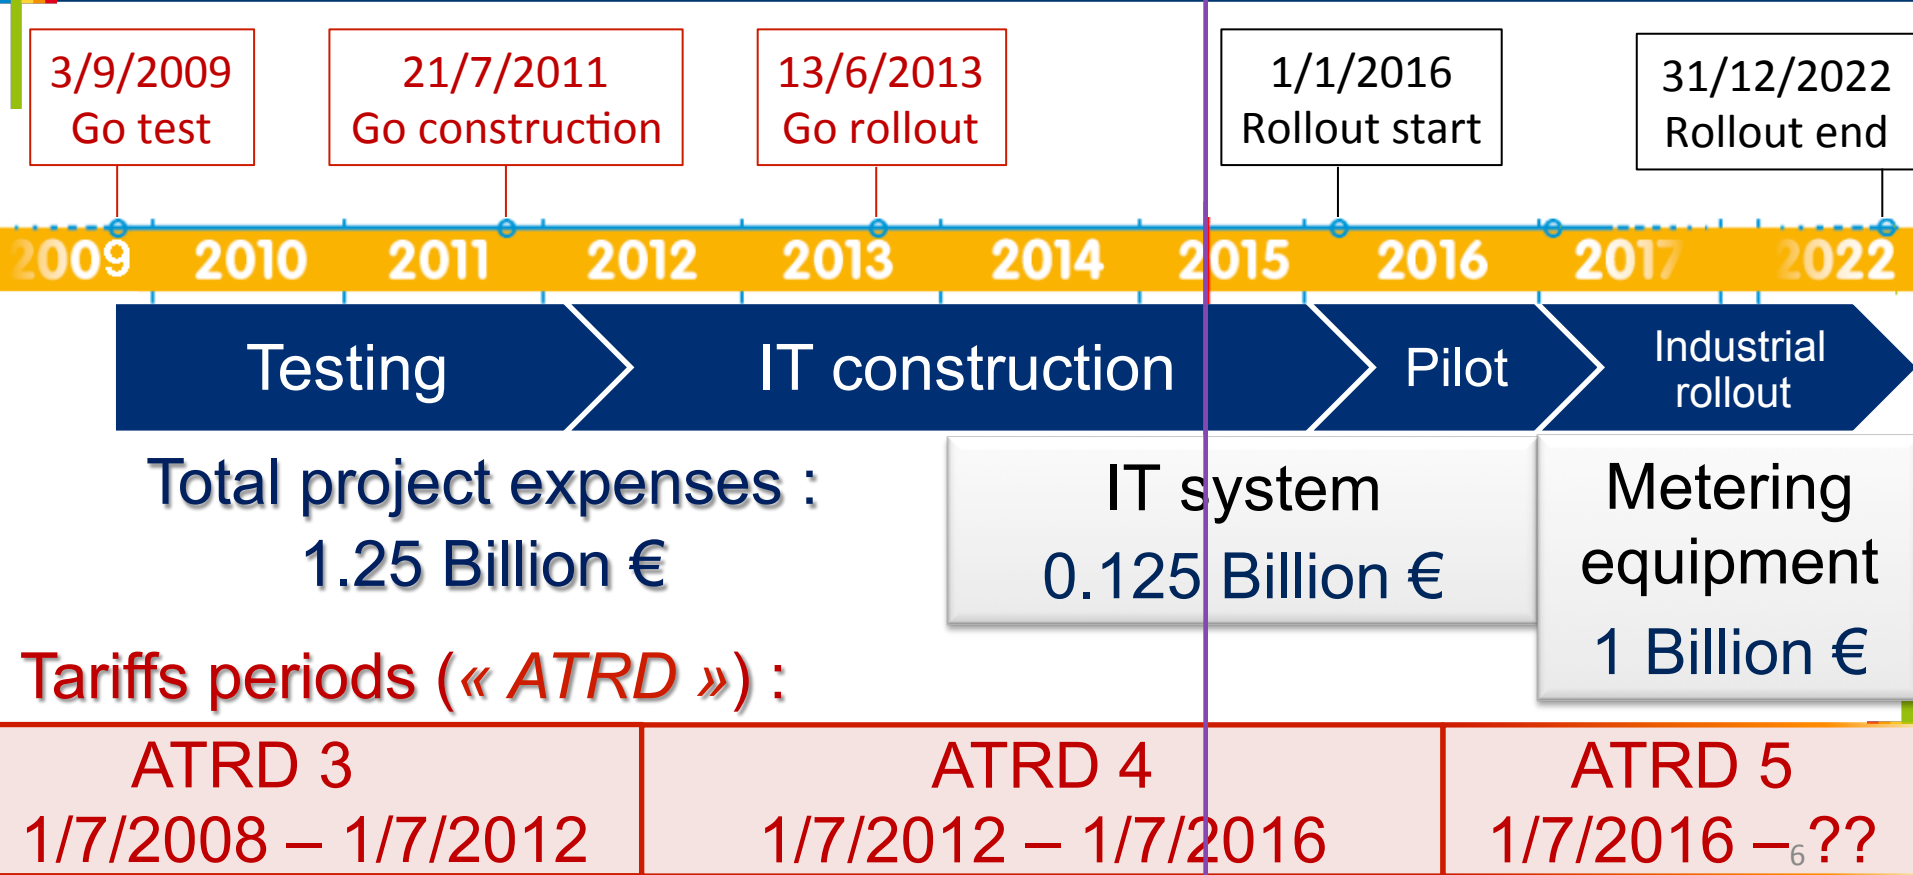 3/9/2009
Go test
21/7/2011
Go construction
13/6/2013
Go rollout
1/1/2016
Rollout start
31/12/2022
Rollout end
2009 2010 2011 2012 2013 2014 2015 2016 2017 2022
Testing
IT construction
Pilot
Industrial
rollout
Total project expenses :
1.25 Billion €
IT system
0.125 Billion €
Metering
equipment
1 Billion €
Tariffs periods (« ATRD ») :
ATRD 3
1/7/2008 – 1/7/2012
ATRD 4
1/7/2012 – 1/7/2016
ATRD 5
1/7/2016 – ??
6